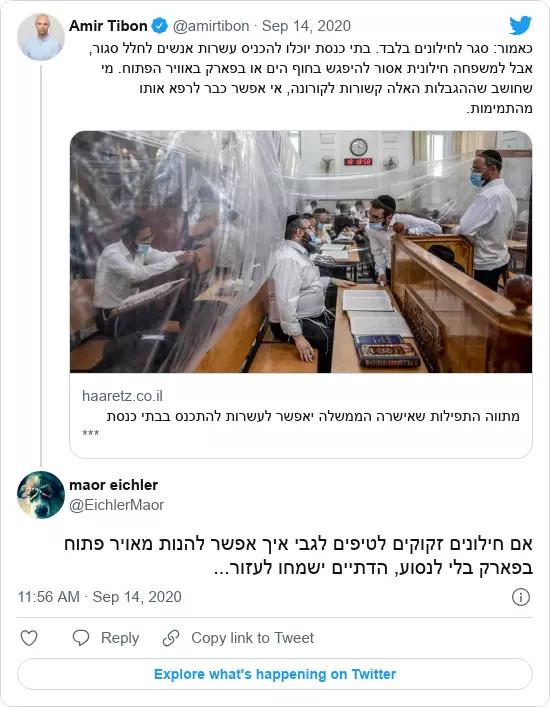 Amir Tibon @amirtibon · Sep 14, 2020
כאמור: סגר לחילונים בלבד. בתי כנסת יוכלו להכניס עשרות אנשים לחלל סגור,
אבל למשפחה חילונית אסור להיפגש בחוף הים או בפארק באוויר הפתוח. מי
שחושב שההגבלות האלה קשורות לקורונה, אי אפשר כבר לרפא אותו
מהתמימות.
haaretz.co.il
מתווה התפילות שאישרה הממשלה יאפשר לעשרות להתכנס בבתי כנסת
***
maor eichler
@EichlerMaor
אם חילונים זקוקים לטיפים לגבי איך אפשר להנות מאויר פתוח
בפארק בלי לנסוע, הדתיים ישמחו לעזור...
11:56 AM · Sep 14, 2020
Reply Copy link to Tweet
Explore what's happening on Twitter